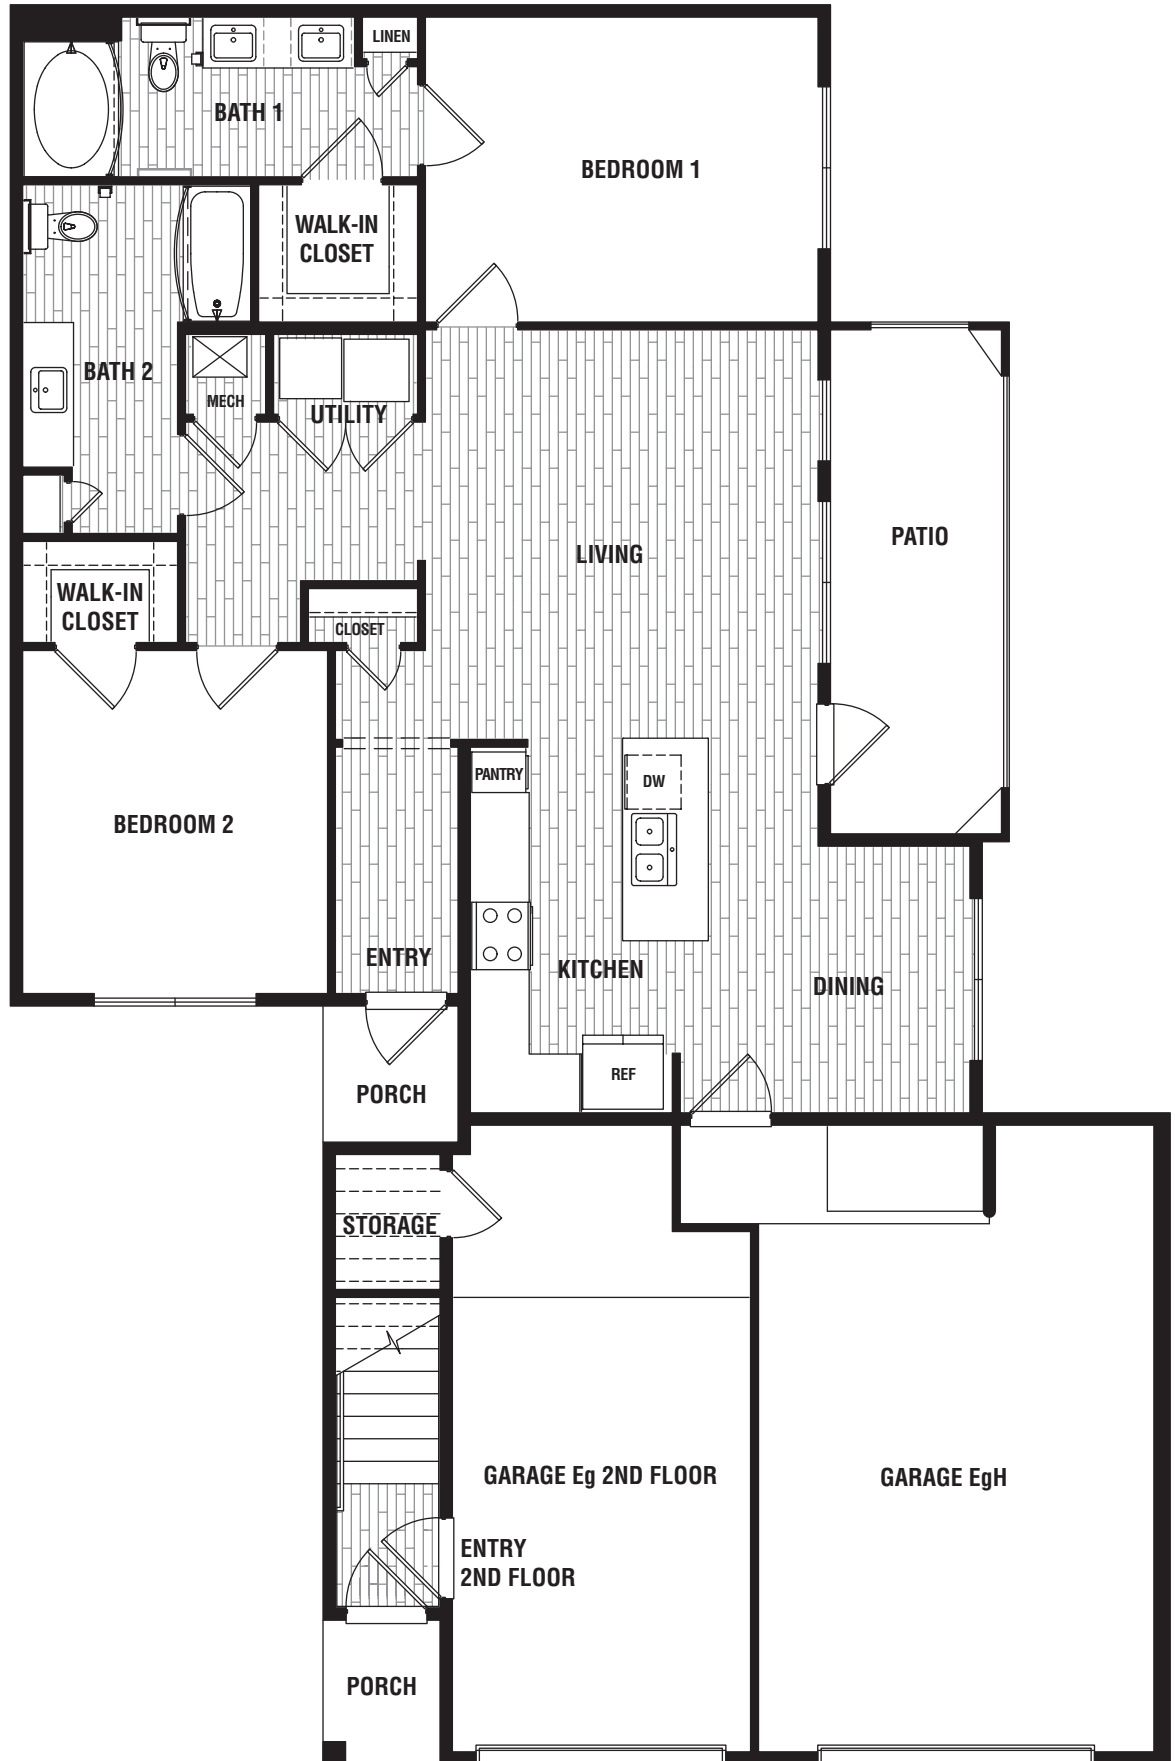 LINEN
BATH 1
BEDROOM 1
WALK-IN
CLOSET
BATH 2
MECH
UTILITY
LIVING
PATIO
WALK-IN
CLOSET
CLOSET
PANTRY
DW
BEDROOM 2
ENTRY
KITCHEN
DINING
REF
PORCH
STORAGE
GARAGE Eg 2ND FLOOR
GARAGE EgH
ENTRY
2ND FLOOR
PORCH